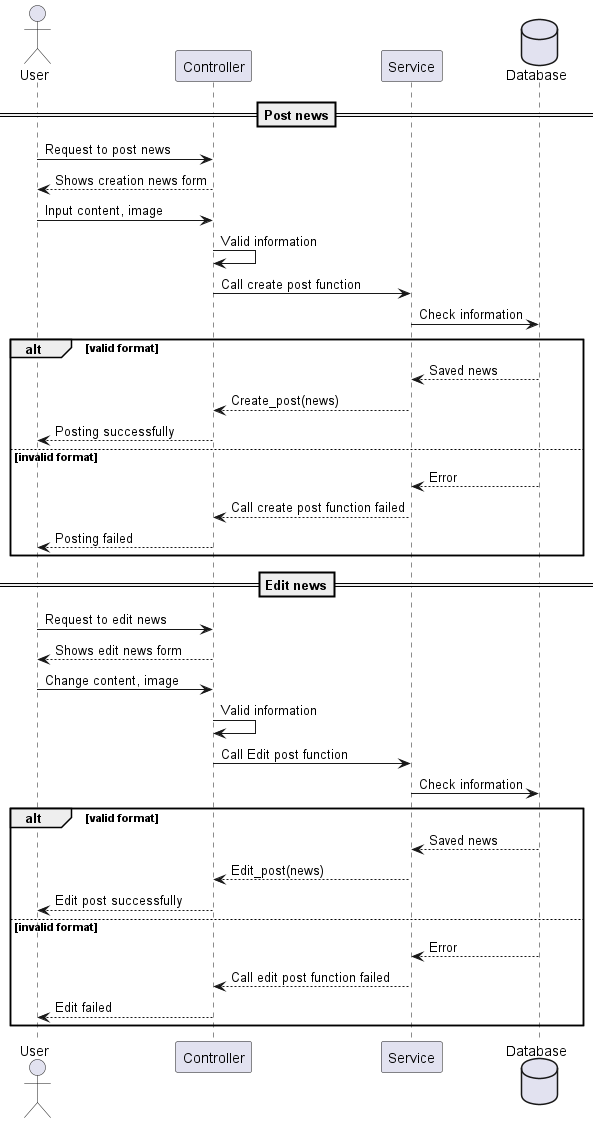 User
Controller
Service
Database
Post news
Request to post news
Shows creation news form
Input content, image
Valid information
Call create post function
Check information
alt
[valid format]
Saved news
Create_post(news)
Posting successfully
[invalid format]
Error
Call create post function failed
Posting failed
Edit news
Request to edit news
Shows edit news form
Change content, image
Valid information
Call Edit post function
Check information
alt
[valid format]
Saved news
Edit_post(news)
Edit post successfully
[invalid format]
Error
Call edit post function failed
Edit failed
User
Controller
Service
Database